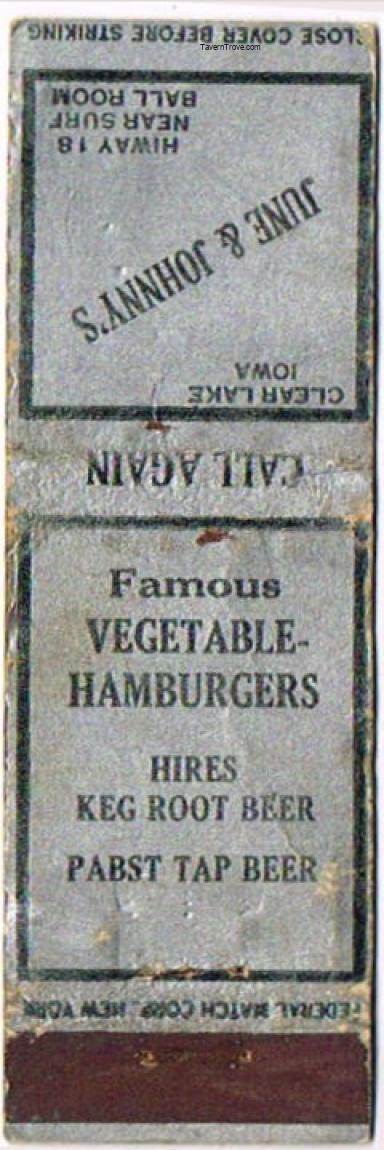 CLOSE COVER BEFORE STRIKING
TavernTrove.com
HIWAY 18
NEAR SURF
BALL ROOM
JUNE & JOHNNY'S
CLEAR LAKE
IOWA
CALL AGAIN
Famous
VEGETABLE-
HAMBURGERS
HIRES
KEG ROOT BEER
PABST TAP BEER
FEDERAL MATCH CORP., NEW YORK